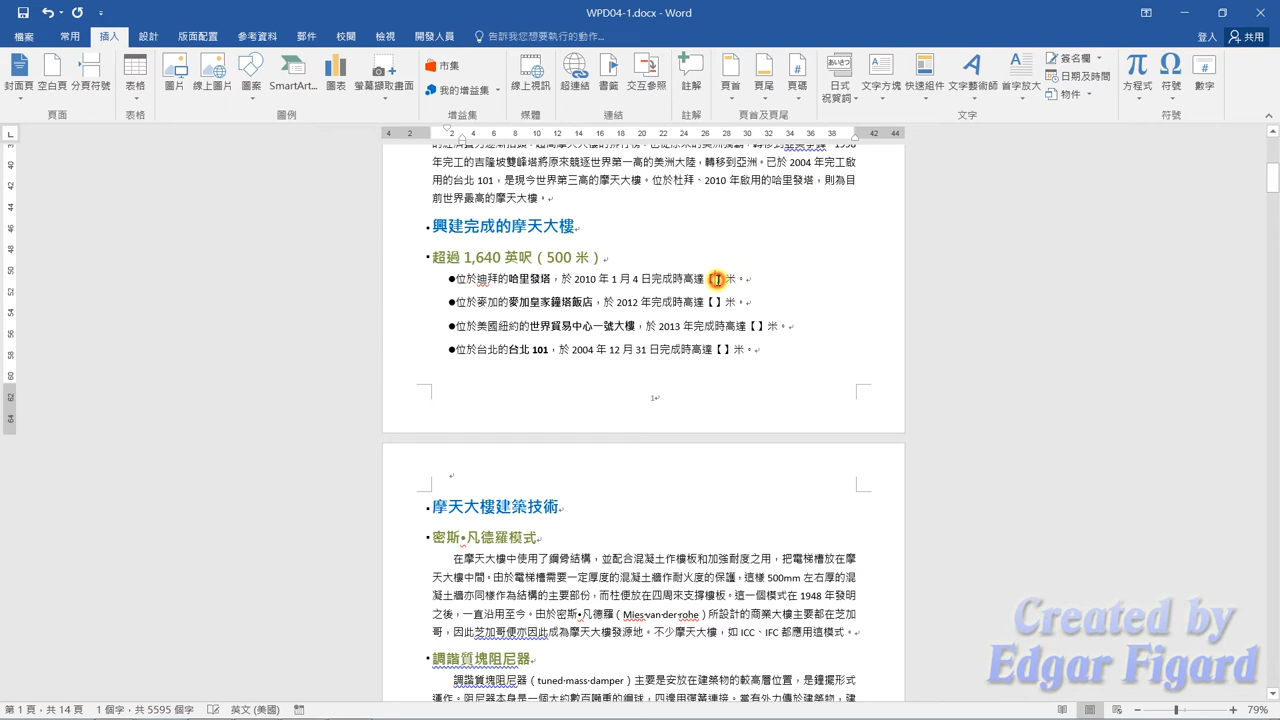 WPD04-1.docx - Word
檔案 常用 插入 設計 版面配置 參考資料 郵件 校閱 檢視 開發人員 告訴我您想要執行的動作... 登入 共用
封面頁 空白頁 分頁符號 表格 圖片 線上圖片 圖案 SmartArt... 圖表 螢幕擷取畫面 市集 我的增益集 線上視訊 超連結 書籤 交互參照 註解 頁首 頁尾 頁碼 日式祝賀詞 文字方塊 快速組件 文字藝術師 首字放大 簽名欄 日期及時間 物件 方程式 符號 數字
頁面 表格 圖例 增益集 媒體 連結 註解 頁首及頁尾 文字 符號
4 2 2 4 6 8 10 12 14 16 18 20 22 24 26 28 30 32 34 36 38 42 44
年完工的吉隆坡雙峰塔將原來競逐世界第一高的美洲大陸，轉移到亞洲。已於 2004 年完工啟
用的台北 101，是現今世界第三高的摩天大樓。位於杜拜、2010 年啟用的哈里發塔，則為目
前世界最高的摩天大樓。
興建完成的摩天大樓
超過 1,640 英呎（500 米）
●位於迪拜的哈里發塔，於 2010 年 1 月 4 日完成時高達【 】米。
●位於麥加的麥加皇家鐘塔飯店，於 2012 年完成時高達【 】米。
●位於美國紐約的世界貿易中心一號大樓，於 2013 年完成時高達【 】米。
●位於台北的台北 101，於 2004 年 12 月 31 日完成時高達【 】米。
1
摩天大樓建築技術
密斯•凡德羅模式
在摩天大樓中使用了鋼骨結構，並配合混凝土作樓板和加強耐度之用，把電梯槽放在摩
天大樓中間。由於電梯槽需要一定厚度的混凝土牆作耐火度的保護，這樣 500mm 左右厚的混
凝土牆亦同樣作為結構的主要部份，而柱便放在四周來支撐樓板。這一個模式在 1948 年發明
之後，一直沿用至今。由於密斯•凡德羅（Mies·van·der·rohe）所設計的商業大樓主要都在芝加
哥，因此芝加哥便亦因此成為摩天大樓發源地。不少摩天大樓，如 ICC、IFC 都應用這模式。
調諧質塊阻尼器
調諧質塊阻尼器（tuned·mass·damper）主要是安放在建築物的較高層位置，是鐘擺形式
Created by
Edgar Figard
第 1 頁，共 14 頁 1 個字，共 5595 個字 英文 (美國) 79%